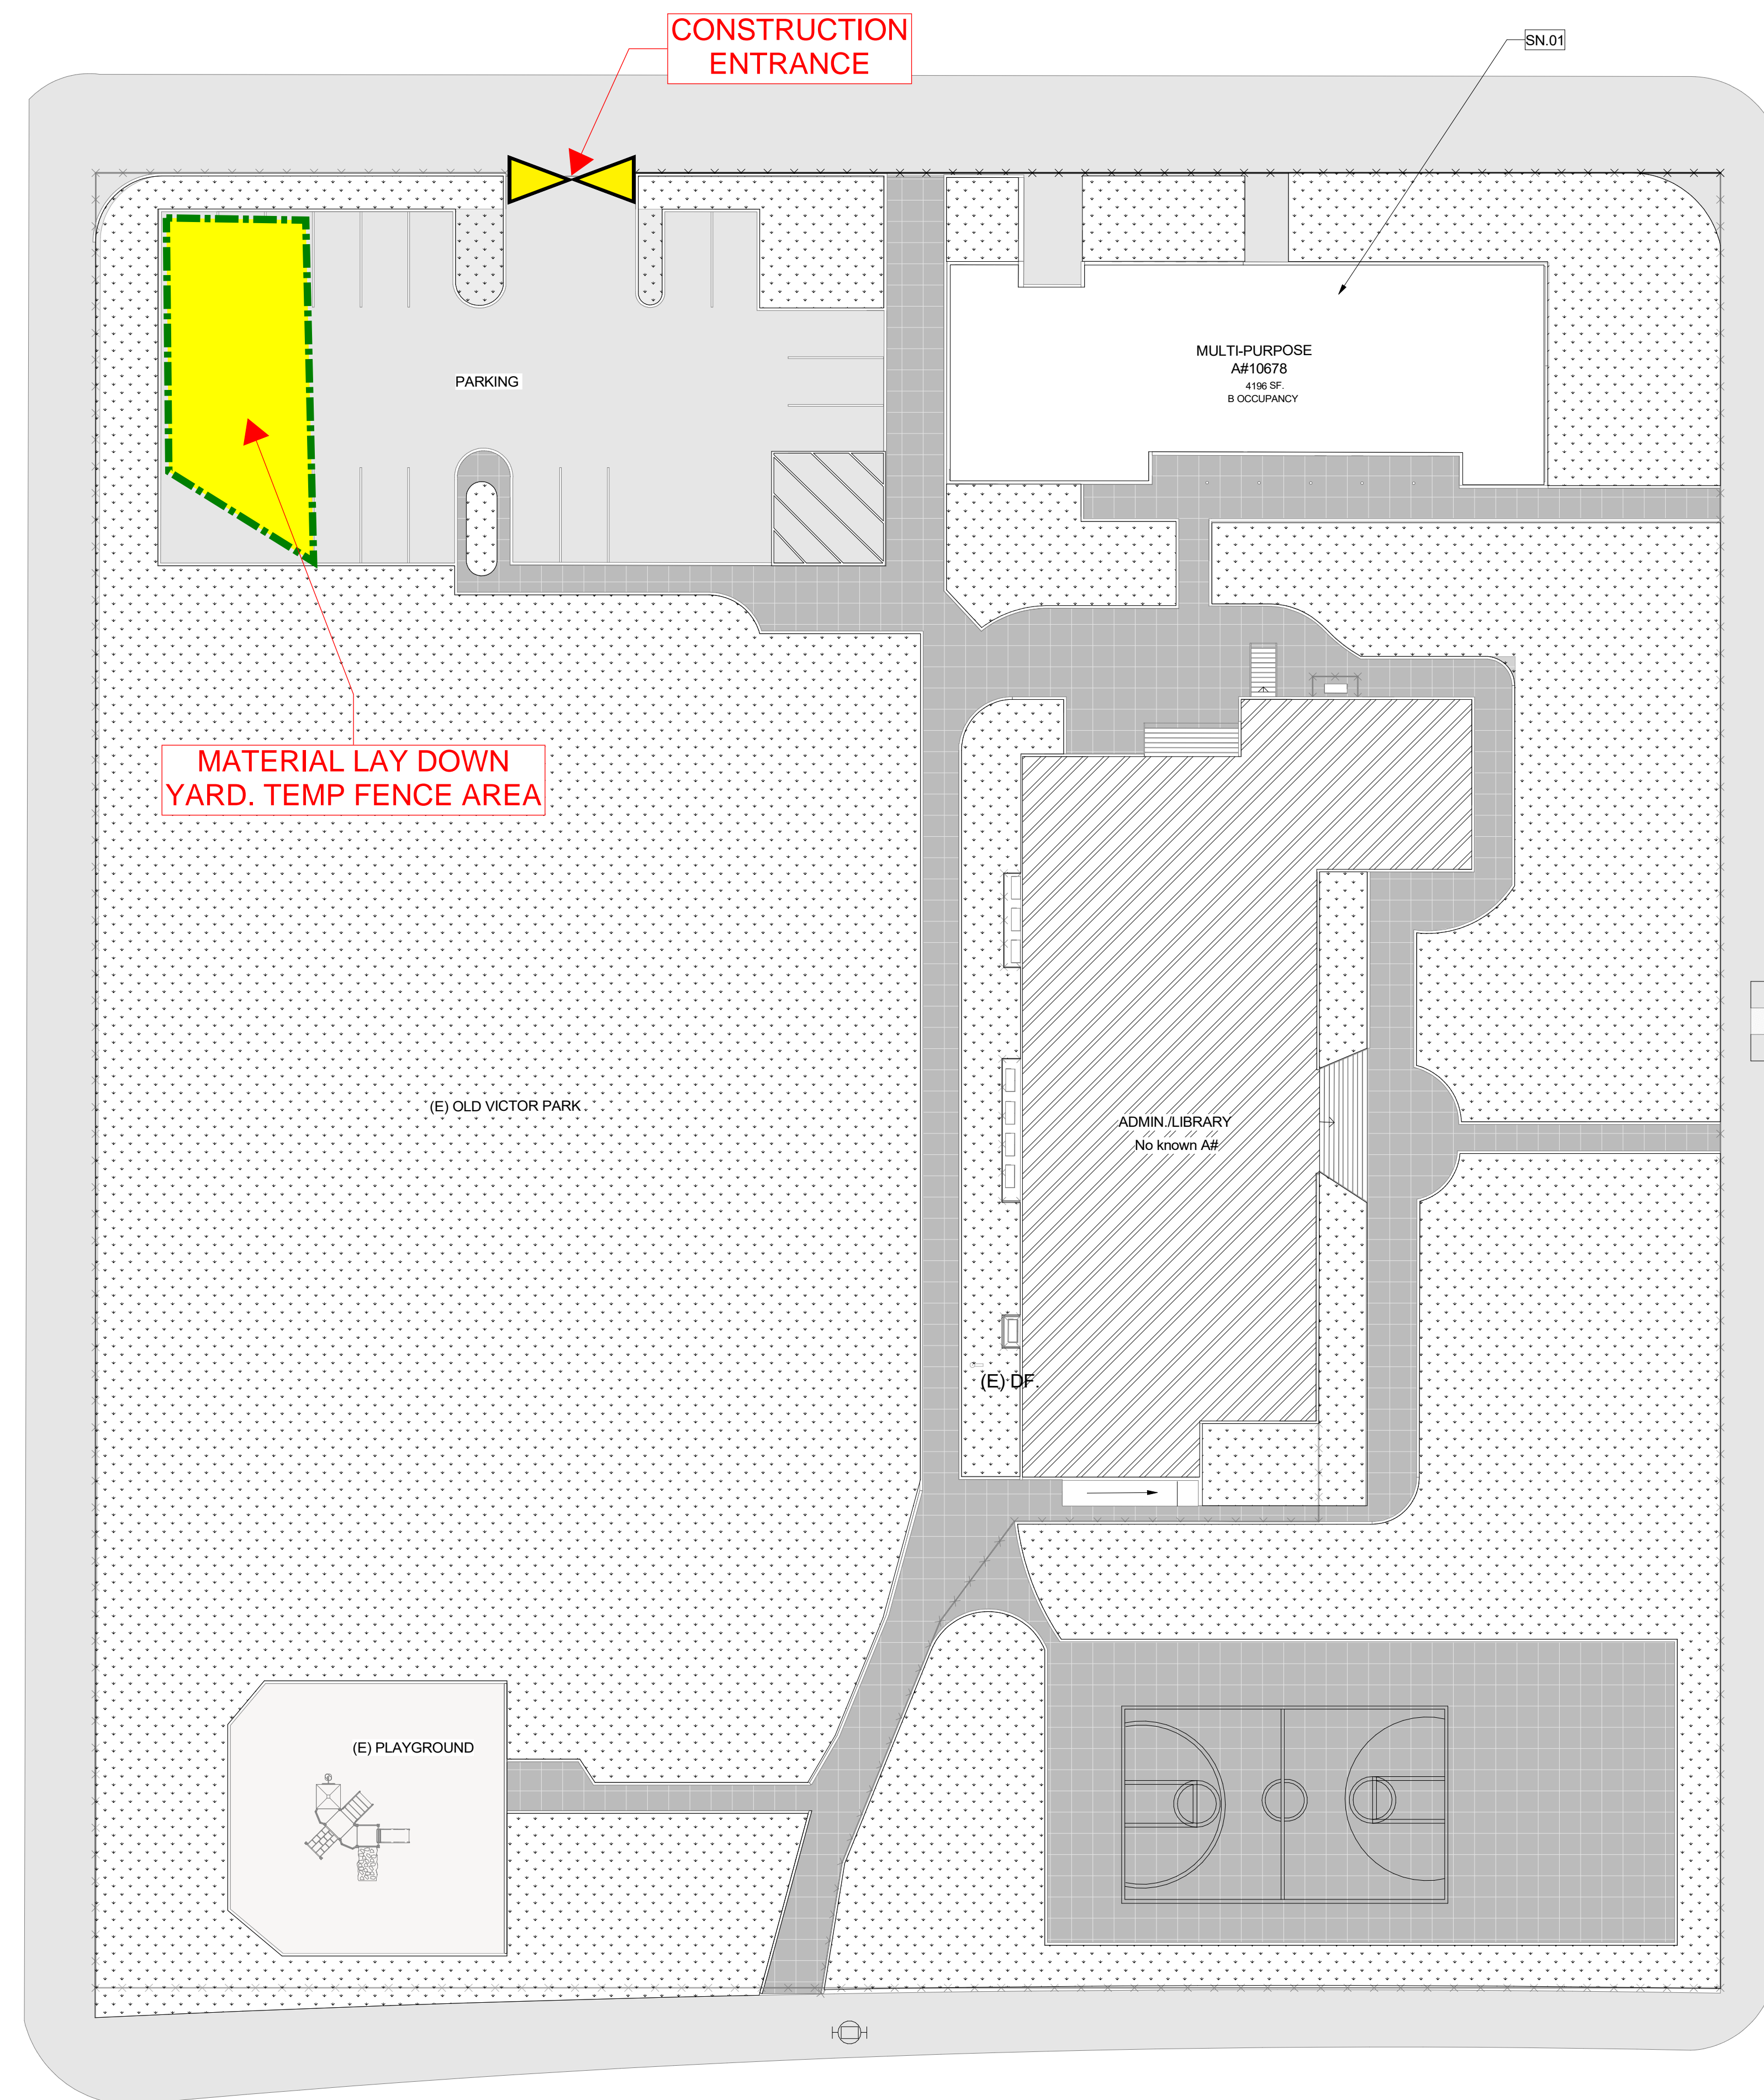 CONSTRUCTION
ENTRANCE
SN.01
MULTI-PURPOSE
A#10678
4196 SF.
B OCCUPANCY
PARKING
MATERIAL LAY DOWN
YARD. TEMP FENCE AREA
(E) OLD VICTOR PARK
ADMIN./LIBRARY
No known A#
(E) DF.
(E) PLAYGROUND